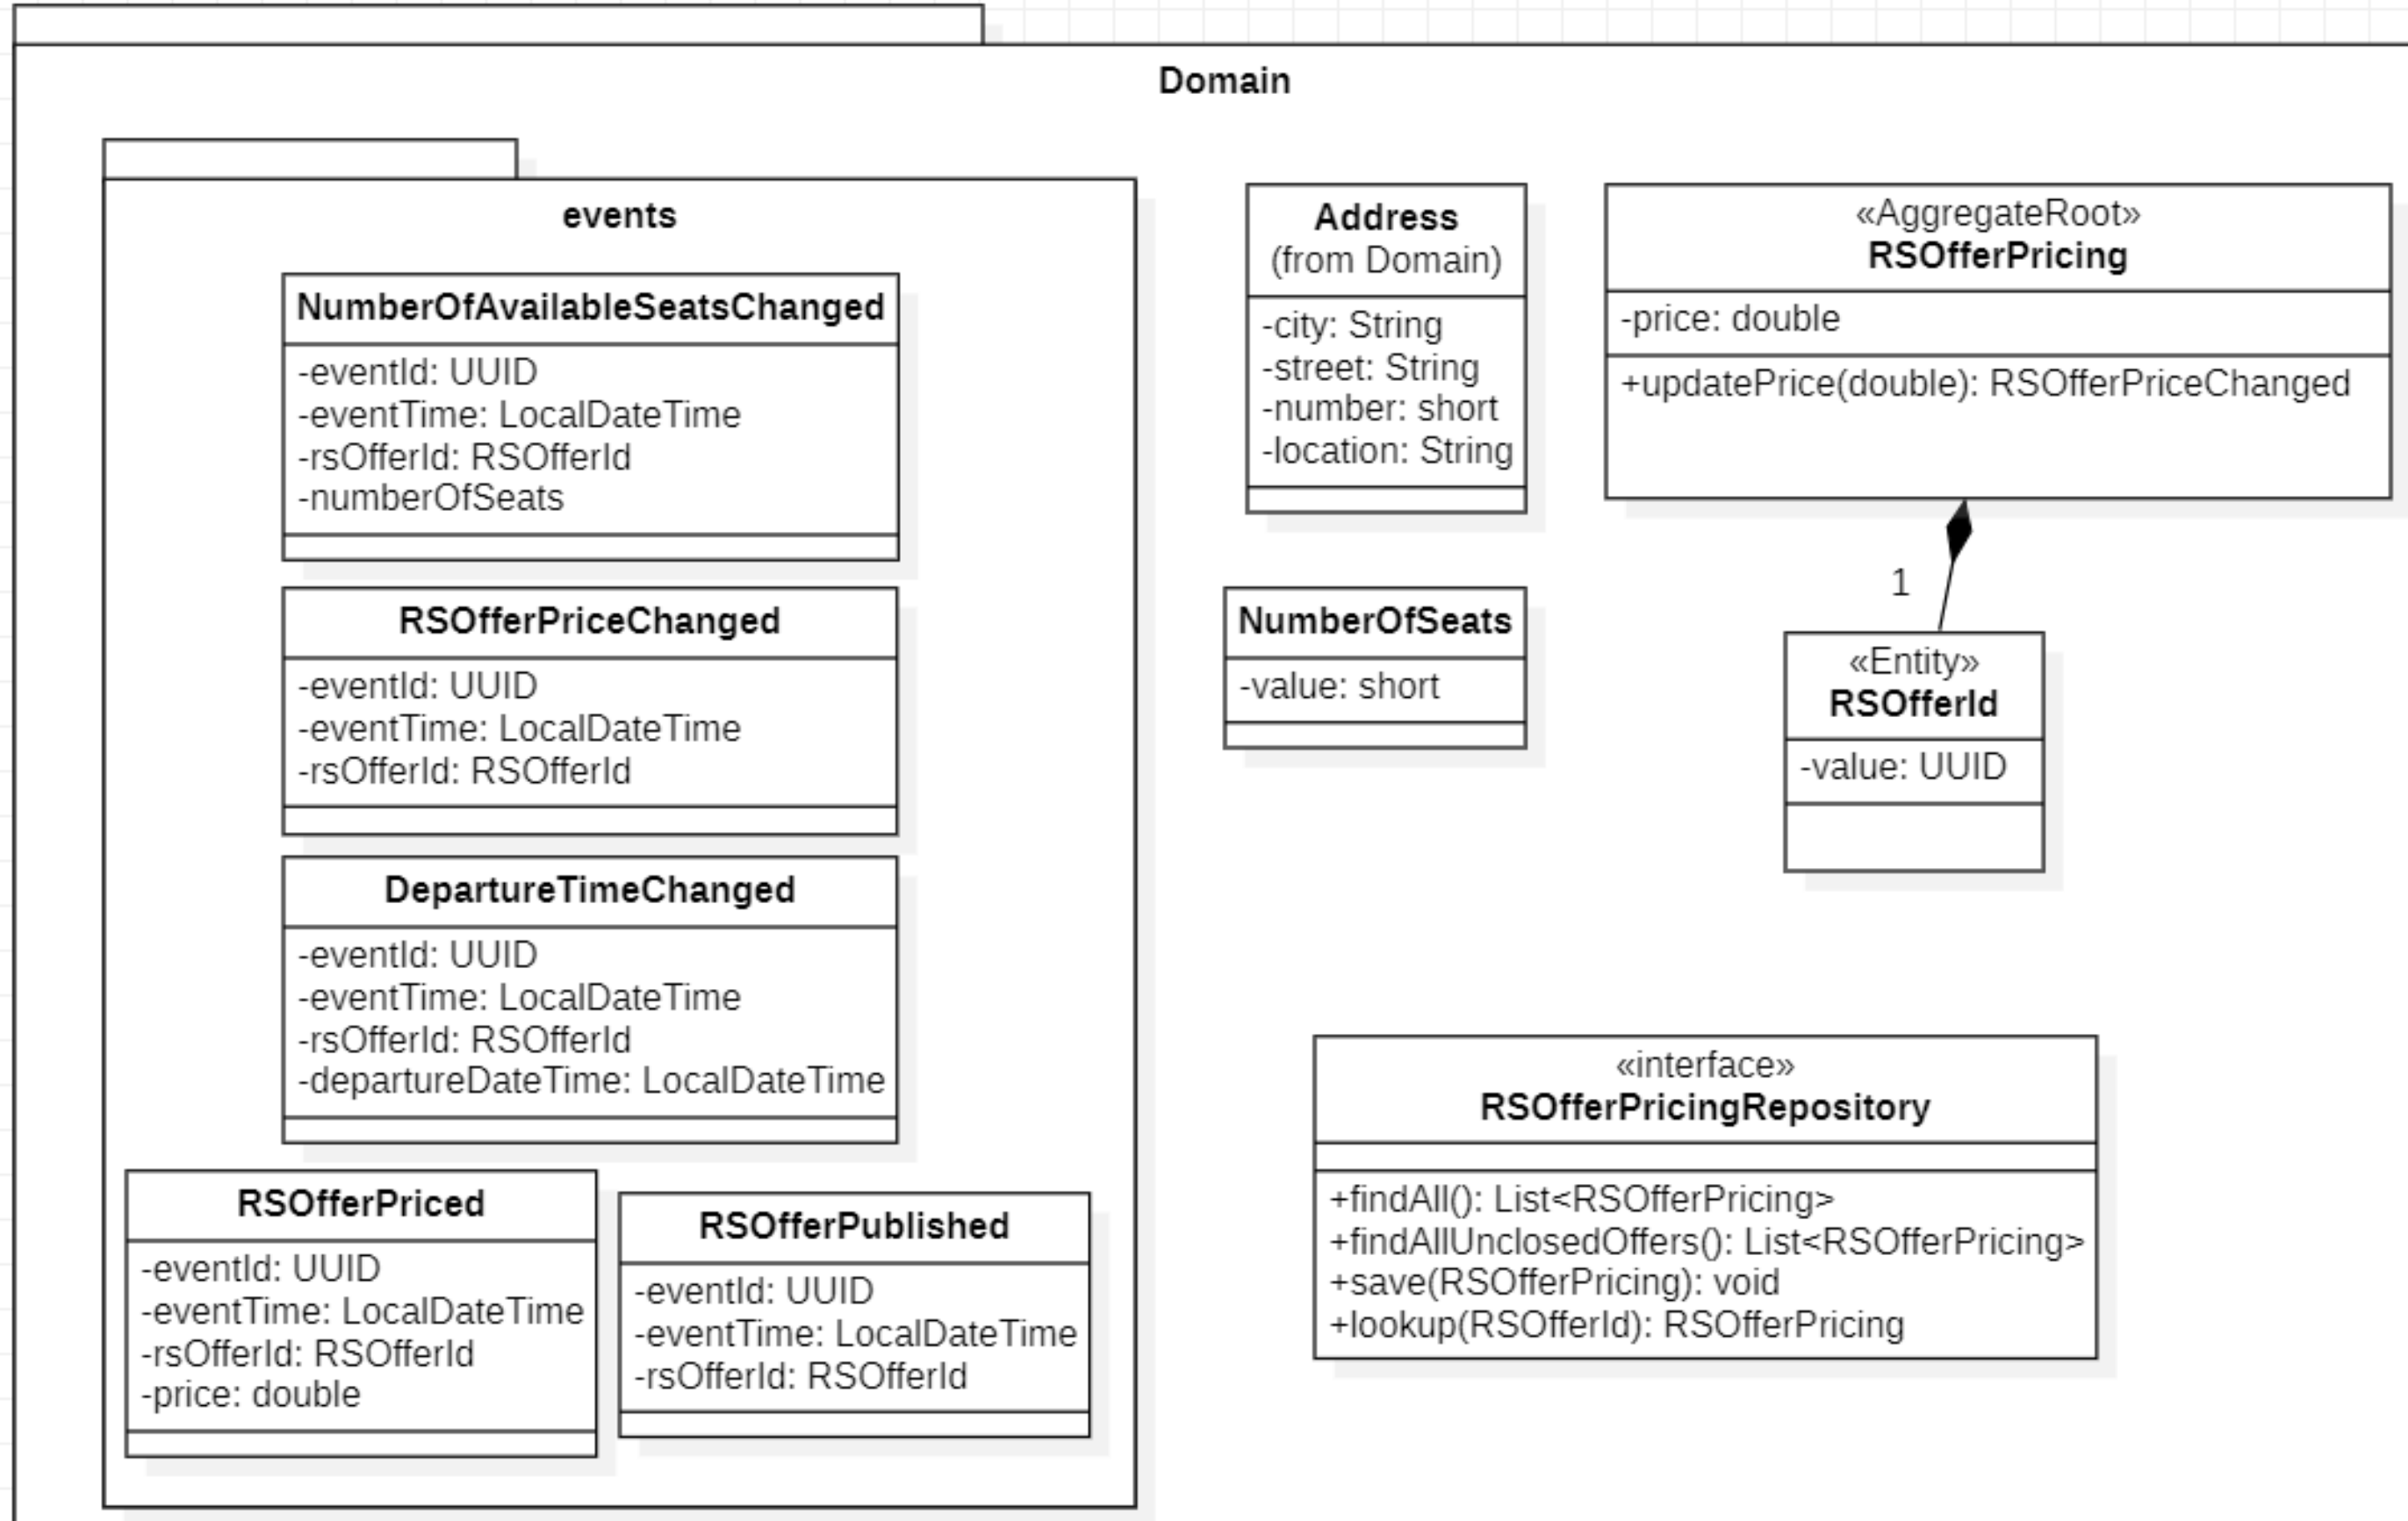 Domain
events
NumberOfAvailableSeatsChanged
-eventId: UUID
-eventTime: LocalDateTime
-rsOfferId: RSOfferId
-numberOfSeats
RSOfferPriceChanged
-eventId: UUID
-eventTime: LocalDateTime
-rsOfferId: RSOfferId
DepartureTimeChanged
-eventId: UUID
-eventTime: LocalDateTime
-rsOfferId: RSOfferId
-departureDateTime: LocalDateTime
RSOfferPriced
-eventId: UUID
-eventTime: LocalDateTime
-rsOfferId: RSOfferId
-price: double
RSOfferPublished
-eventId: UUID
-eventTime: LocalDateTime
-rsOfferId: RSOfferId
Address
(from Domain)
-city: String
-street: String
-number: short
-location: String
NumberOfSeats
-value: short
«AggregateRoot»
RSOfferPricing
-price: double
+updatePrice(double): RSOfferPriceChanged
1
«Entity»
RSOfferId
-value: UUID
«interface»
RSOfferPricingRepository
+findAll(): List<RSOfferPricing>
+findAllUnclosedOffers(): List<RSOfferPricing>
+save(RSOfferPricing): void
+lookup(RSOfferId): RSOfferPricing